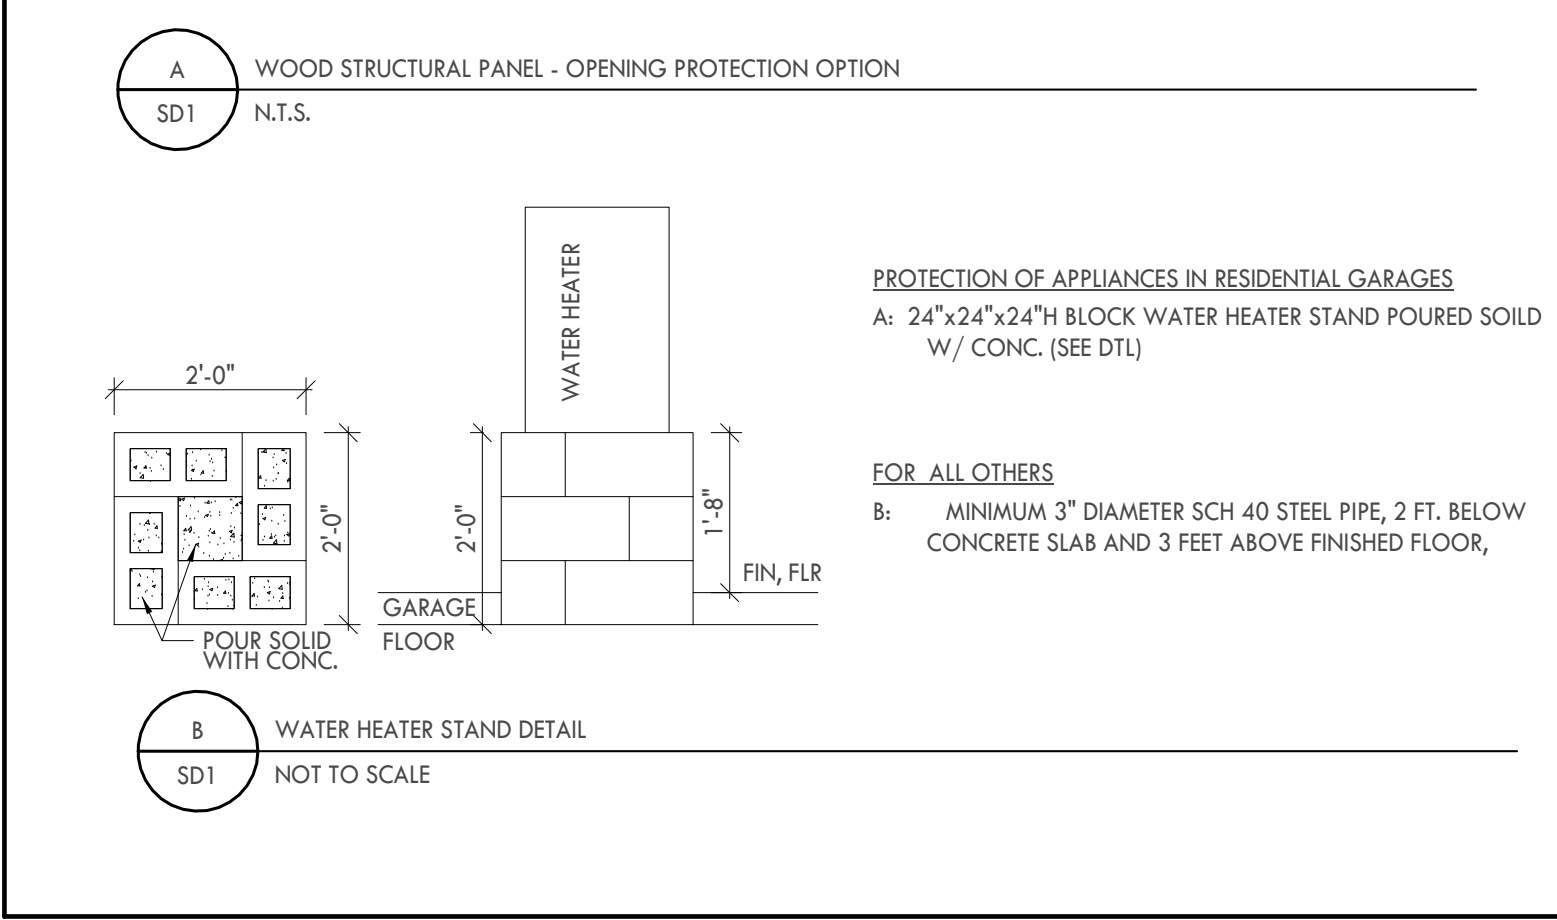 A
WOOD STRUCTURAL PANEL - OPENING PROTECTION OPTION
SD1
N.T.S.
WATER HEATER
PROTECTION OF APPLIANCES IN RESIDENTIAL GARAGES
A: 24"x24"x24"H BLOCK WATER HEATER STAND POURED SOILD
W/ CONC. (SEE DTL)
2'-0"
2'-0"
2'-0"
1'-8"
FOR ALL OTHERS
B: MINIMUM 3" DIAMETER SCH 40 STEEL PIPE, 2 FT. BELOW
CONCRETE SLAB AND 3 FEET ABOVE FINISHED FLOOR,
FIN, FLR
GARAGE
FLOOR
POUR SOLID
WITH CONC.
B
WATER HEATER STAND DETAIL
SD1
NOT TO SCALE